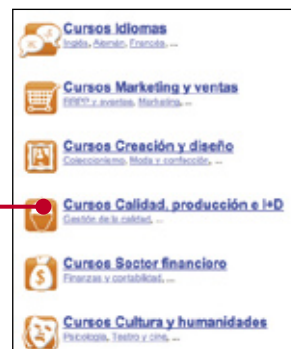 Cursos Idiomas
Inglés, Alemán, Francés, ...
Cursos Marketing y ventas
RRPP y eventos, Marketing, ...
Cursos Creación y diseño
Coleccionismo, Moda y confección, ...
Cursos Calidad, producción e I+D
Gestión de la calidad, ...
Cursos Sector financiero
Finanzas y contabilidad, ...
Cursos Cultura y humanidades
Psicología, Teatro y cine, ...